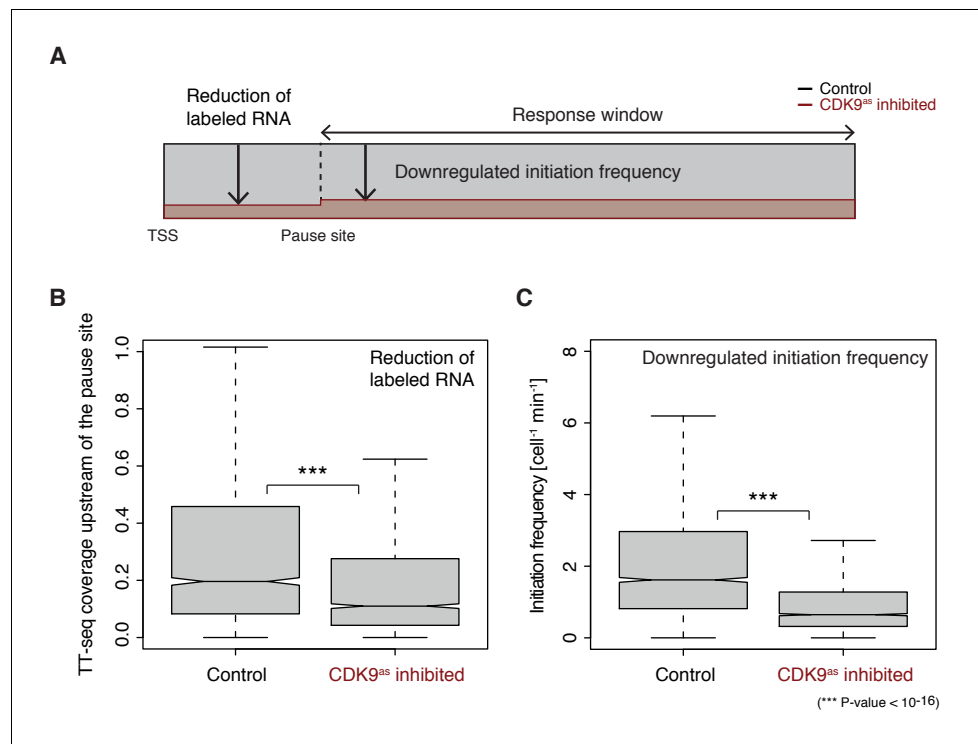 A
Control
CDK9as inhibited
Reduction of
labeled RNA
Response window
Downregulated initiation frequency
TSS
Pause site
B
TT-seq coverage upstream of the pause site
1.0
0.8
0.6
0.4
0.2
0.0
Reduction of
labeled RNA
***
Control
CDK9as inhibited
C
Initiation frequency [cell-1 min-1]
8
6
4
2
0
Downregulated initiation frequency
***
Control
CDK9as inhibited
(*** P-value < 10-16)